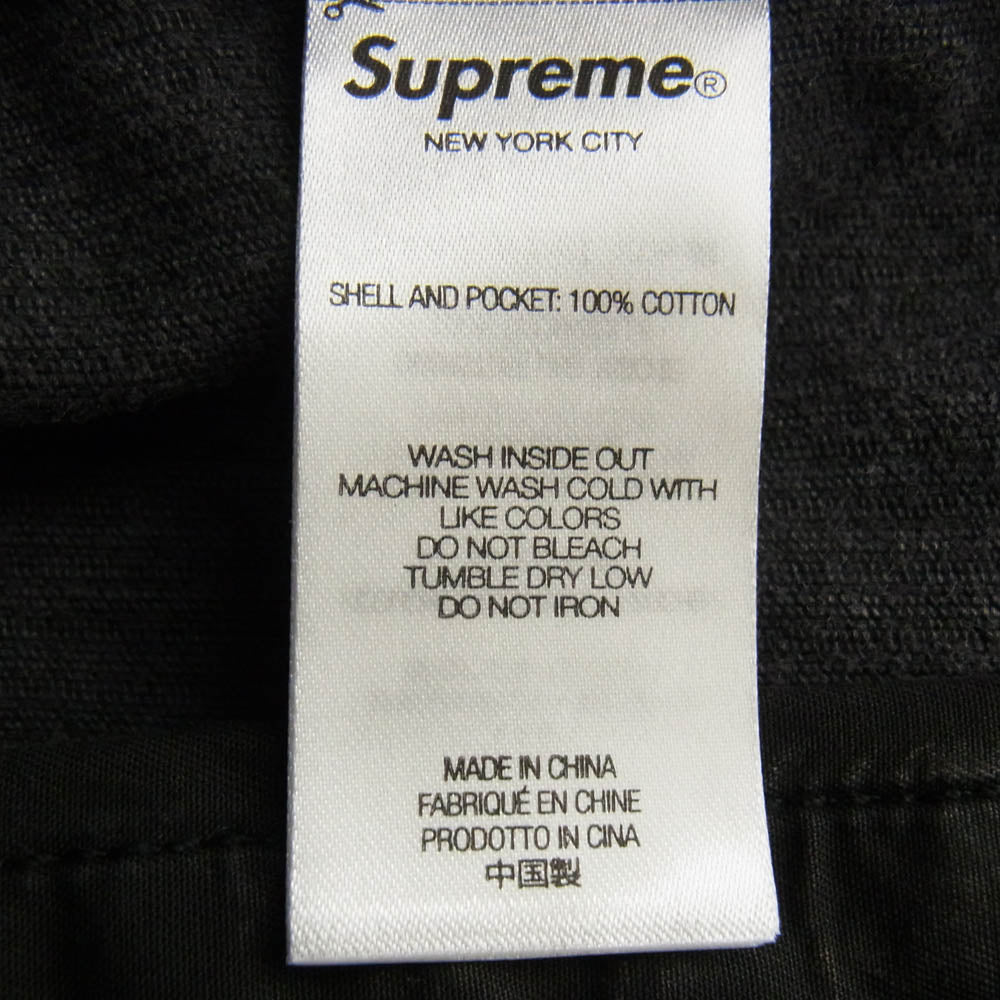 Supreme®
NEW YORK CITY
SHELL AND POCKET: 100% COTTON
WASH INSIDE OUT
MACHINE WASH COLD WITH
LIKE COLORS
DO NOT BLEACH
TUMBLE DRY LOW
DO NOT IRON
MADE IN CHINA
FABRIQUÉ EN CHINE
PRODOTTO IN CINA
中国製